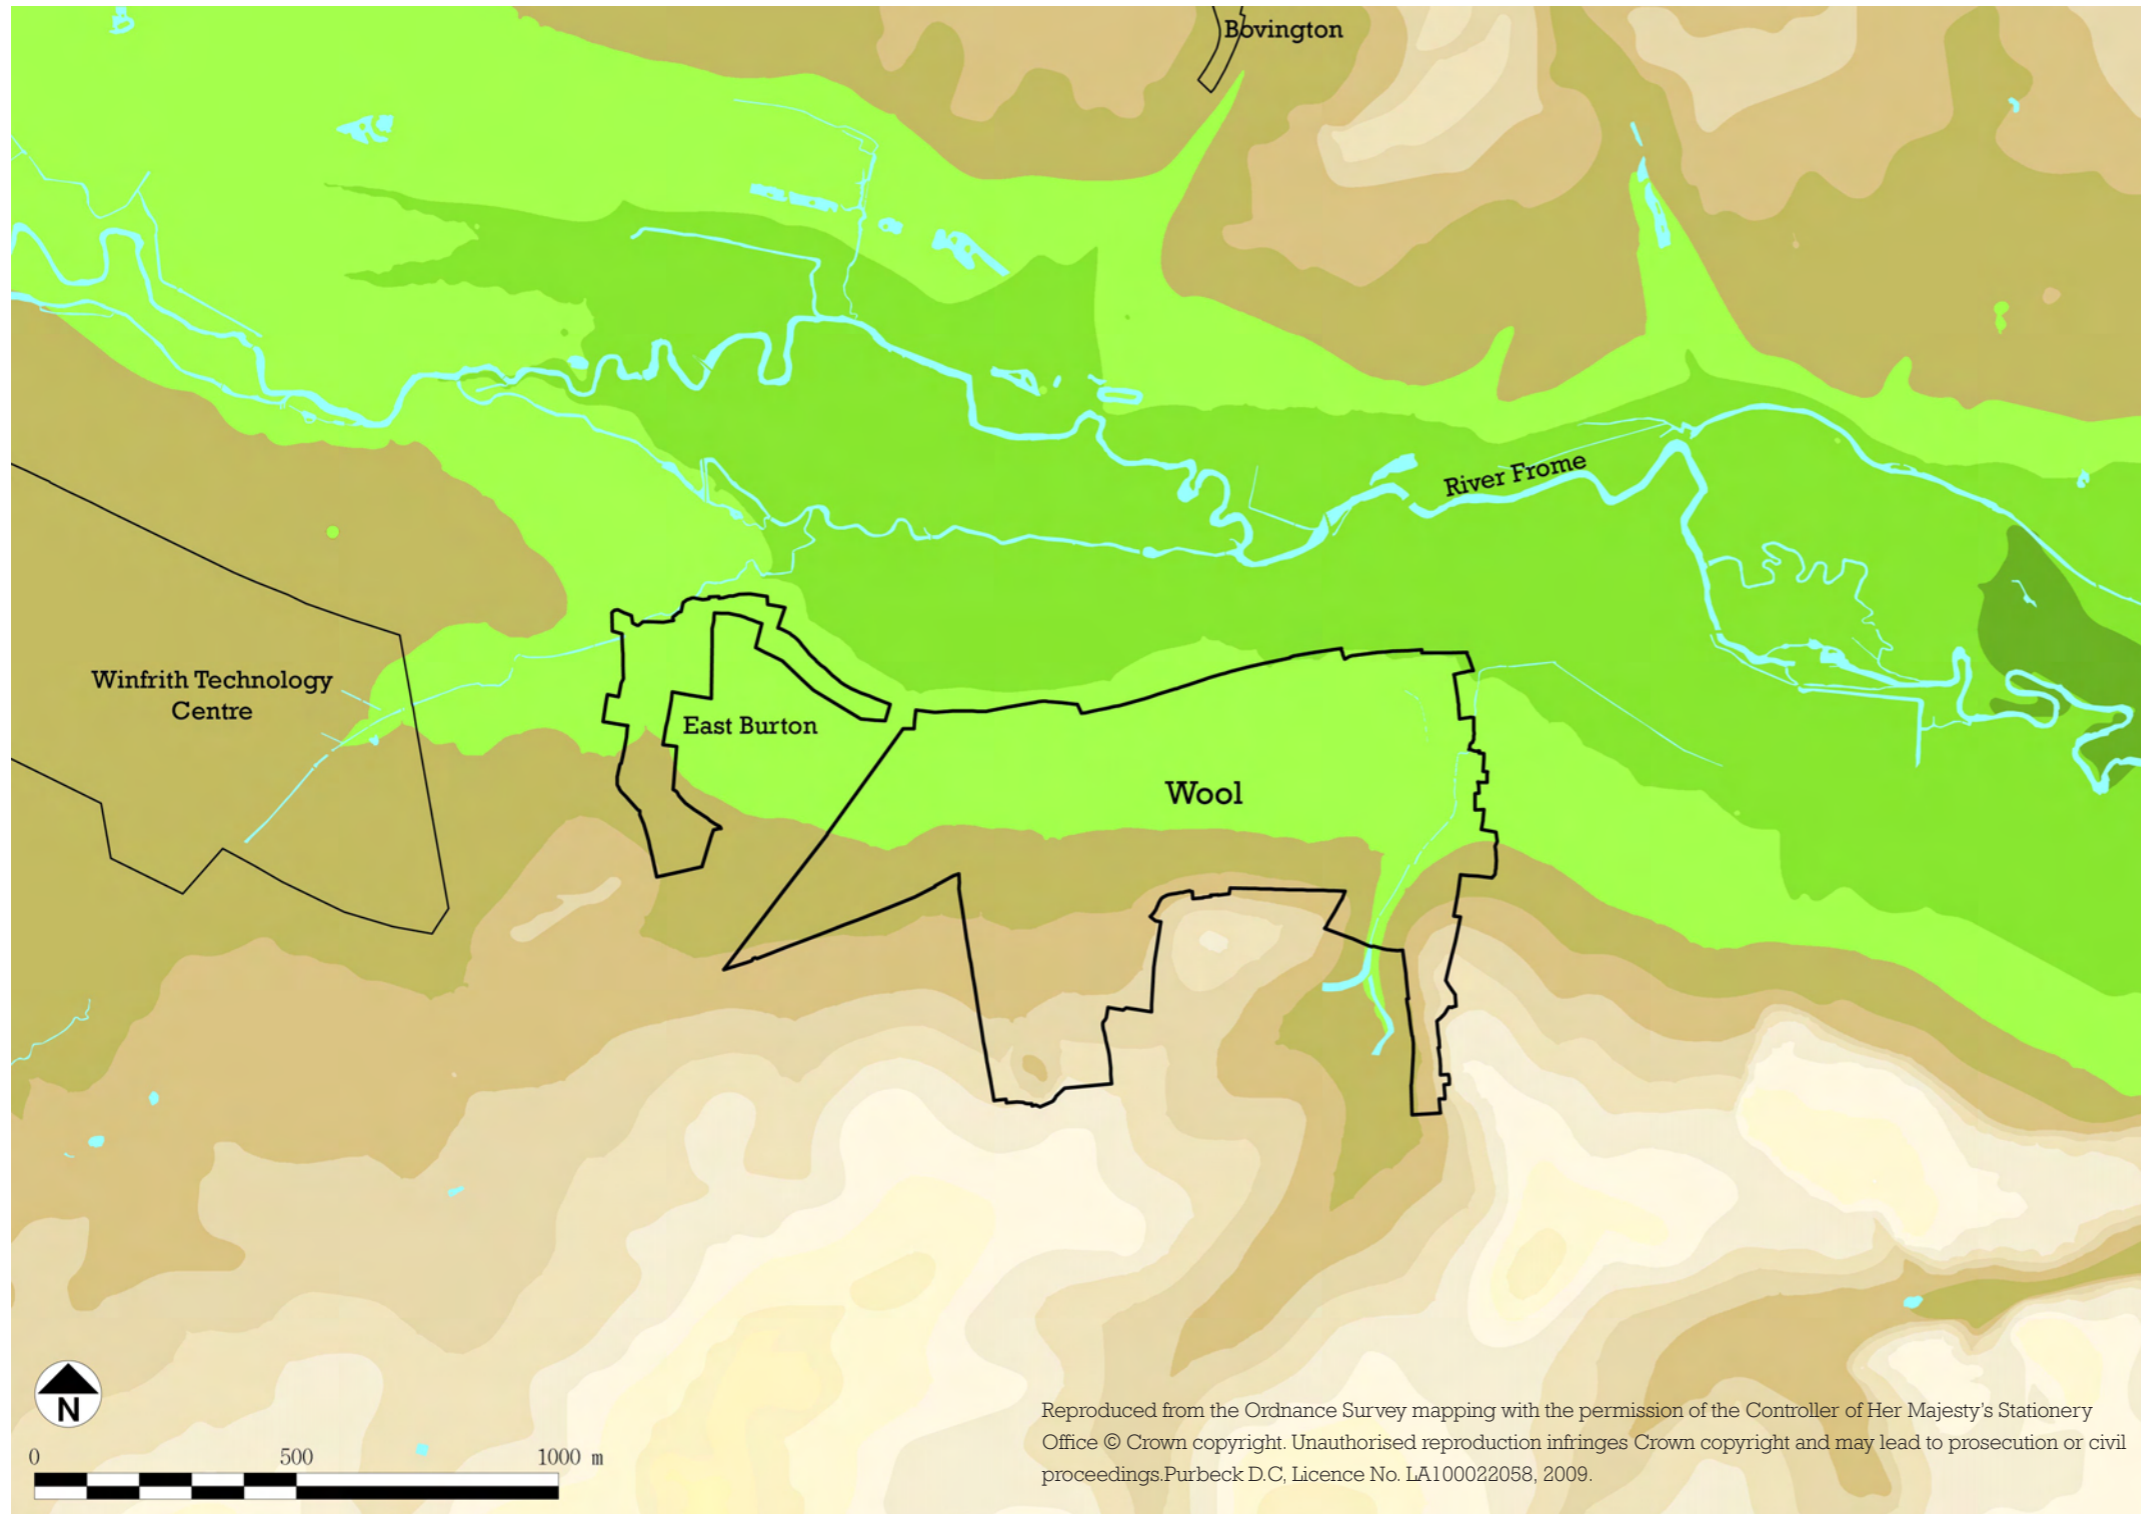 Bovington
River Frome
Winfrith Technology
Centre
East Burton
Wool
N
0 500 1000 m
Reproduced from the Ordnance Survey mapping with the permission of the Controller of Her Majesty's Stationery
Office © Crown copyright. Unauthorised reproduction infringes Crown copyright and may lead to prosecution or civil
proceedings.Purbeck D.C, Licence No. LA100022058, 2009.